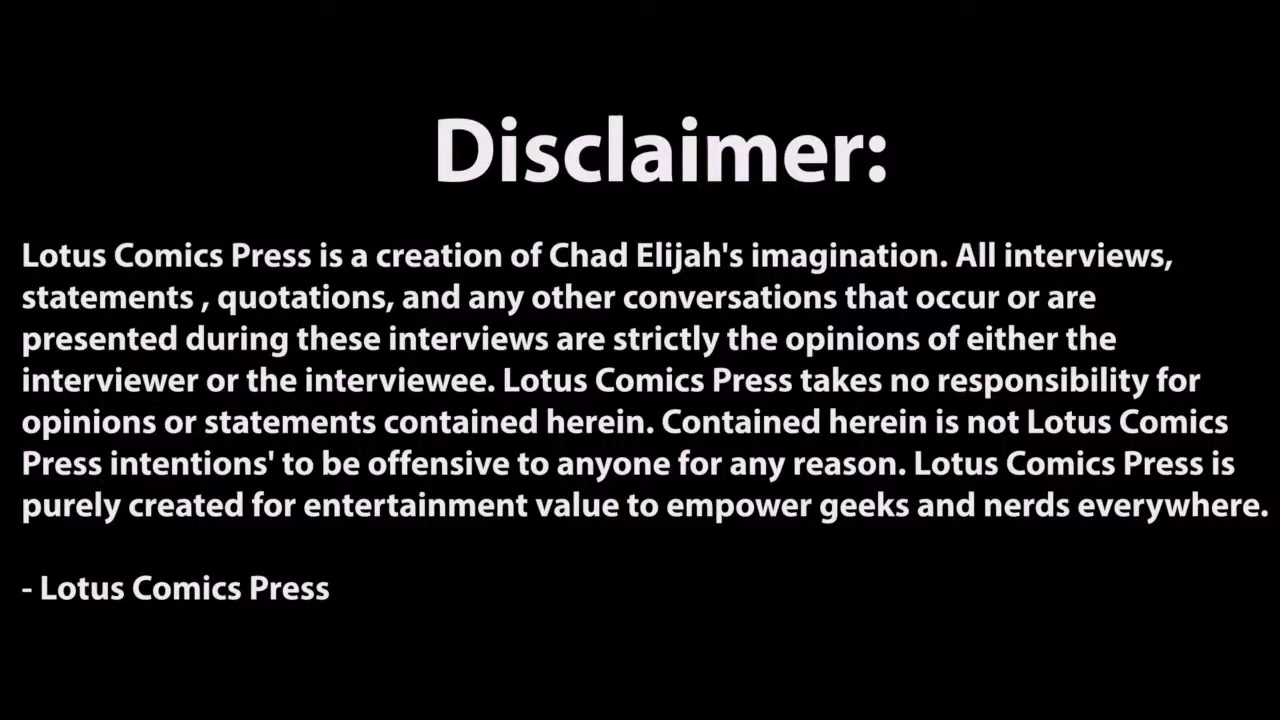 Disclaimer:
Lotus Comics Press is a creation of Chad Elijah's imagination. All interviews,
statements , quotations, and any other conversations that occur or are
presented during these interviews are strictly the opinions of either the
interviewer or the interviewee. Lotus Comics Press takes no responsibility for
opinions or statements contained herein. Contained herein is not Lotus Comics
Press intentions' to be offensive to anyone for any reason. Lotus Comics Press is
purely created for entertainment value to empower geeks and nerds everywhere.
- Lotus Comics Press